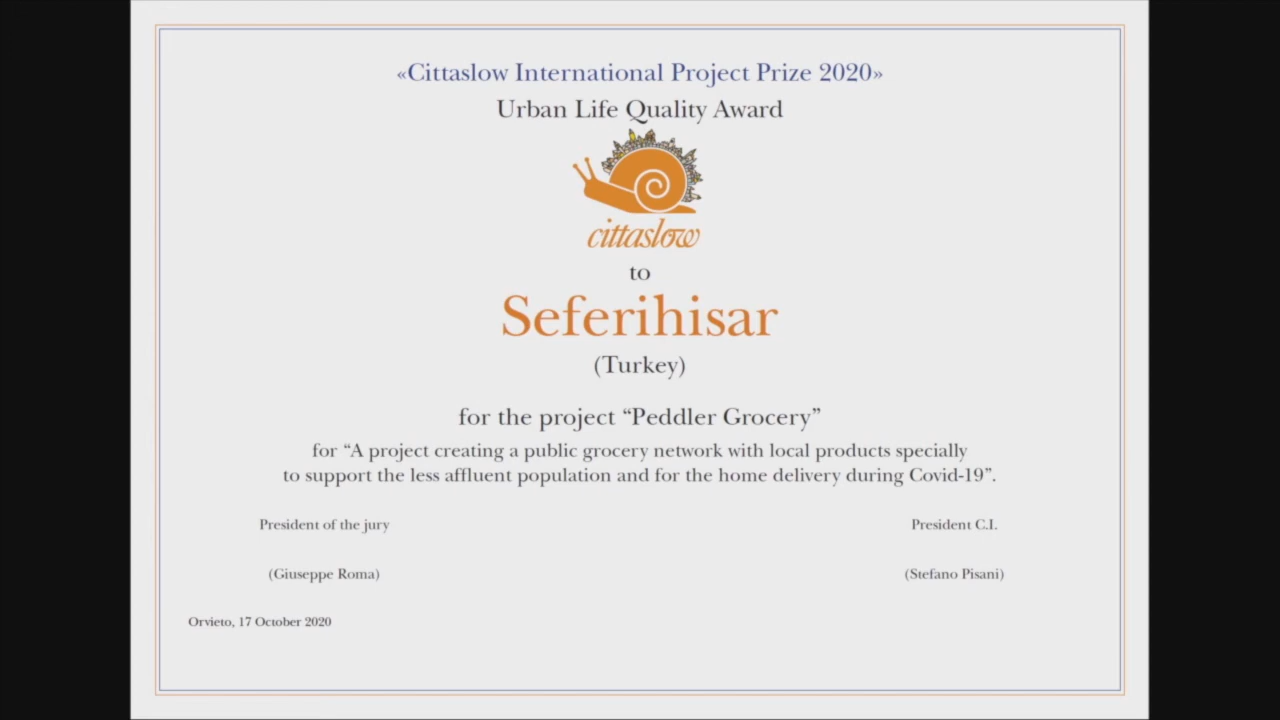 «Cittaslow International Project Prize 2020»
Urban Life Quality Award
cittaslow
to
Seferihisar
(Turkey)
for the project “Peddler Grocery”
for “A project creating a public grocery network with local products specially
to support the less affluent population and for the home delivery during Covid-19”.
President of the jury
President C.I.
(Giuseppe Roma)
(Stefano Pisani)
Orvieto, 17 October 2020